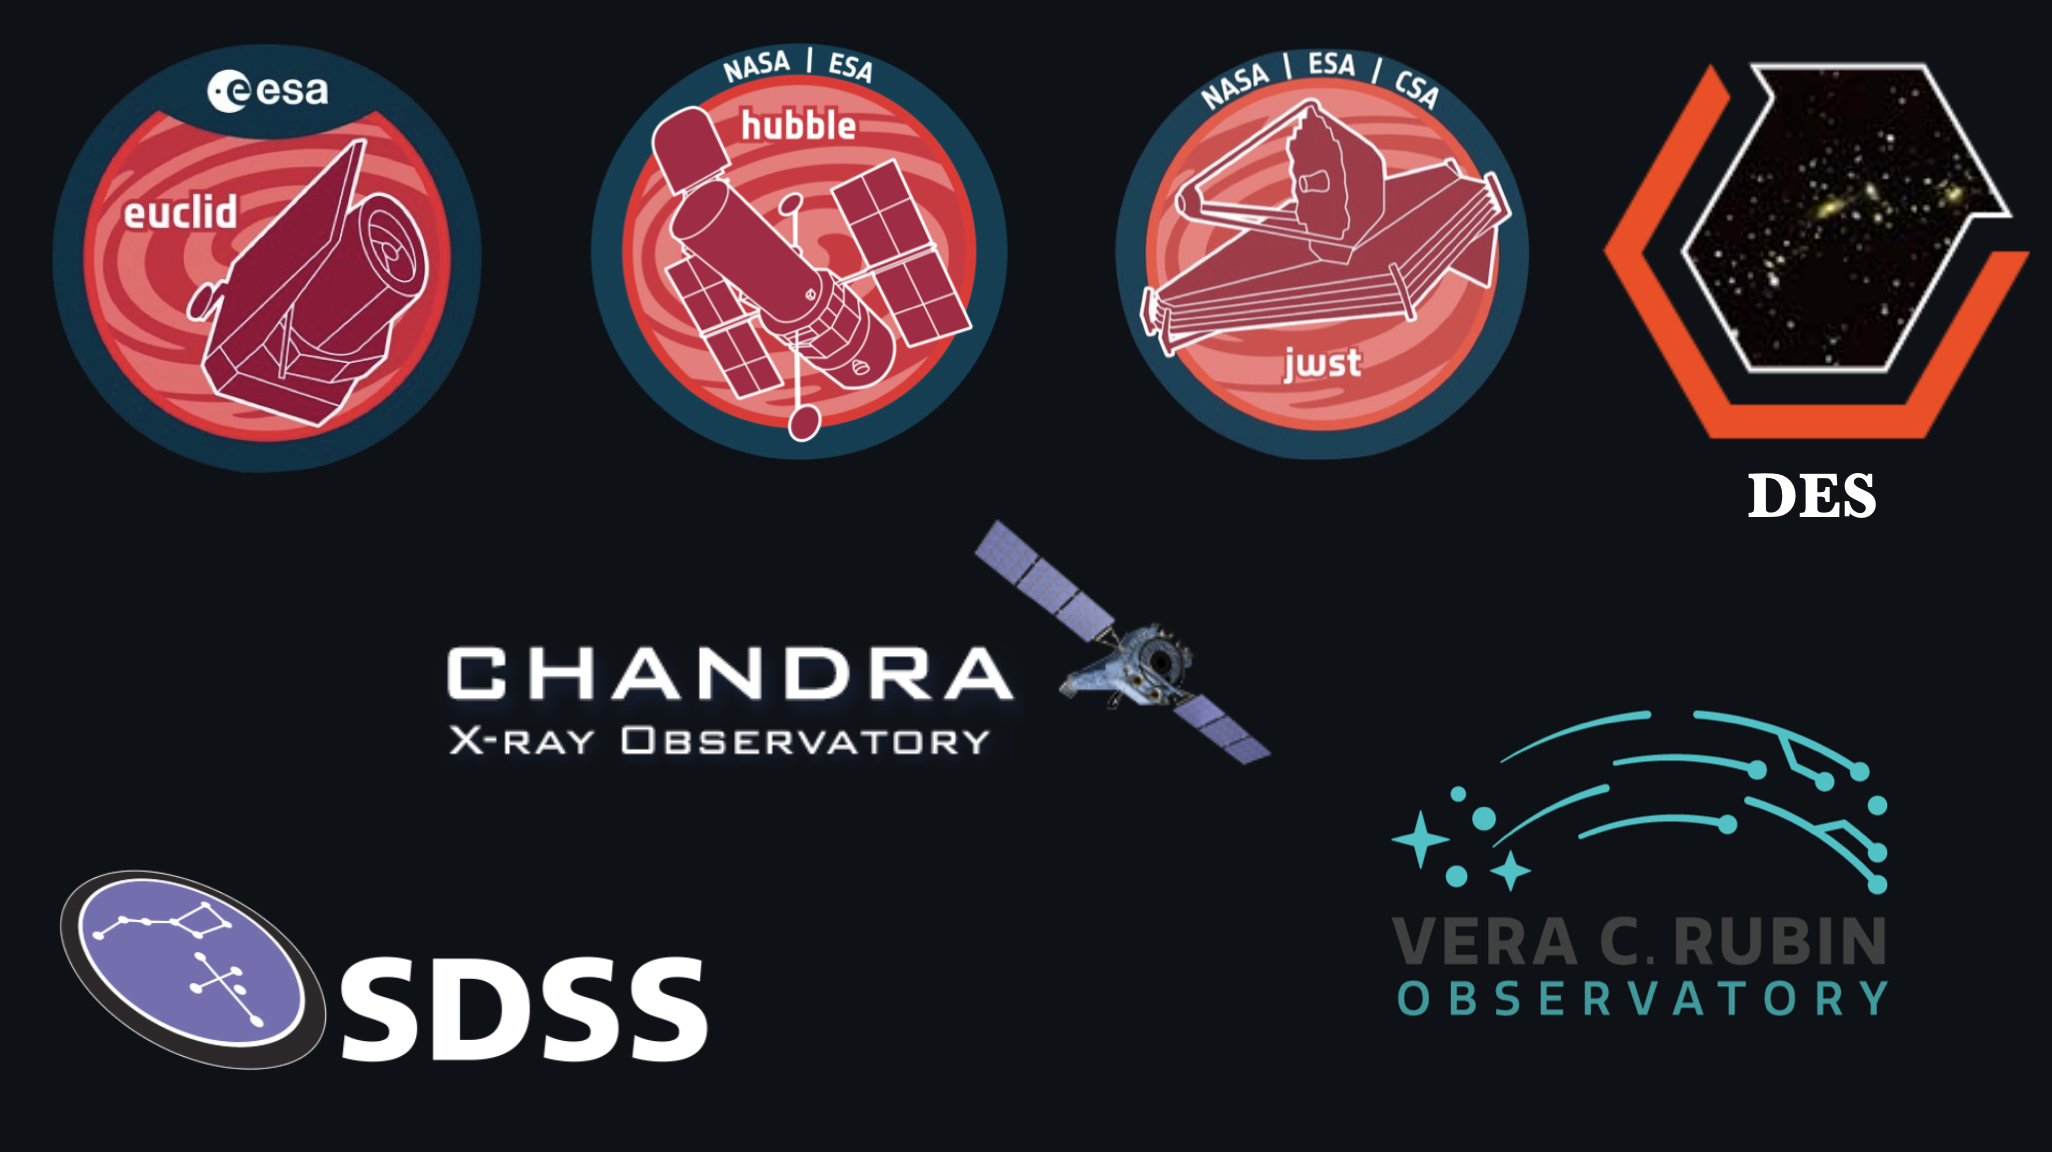 esa
euclid
NASA | ESA
hubble
NASA | ESA | CSA
jwst
DES
CHANDRA
X-RAY OBSERVATORY
SDSS
VERA C. RUBIN
OBSERVATORY